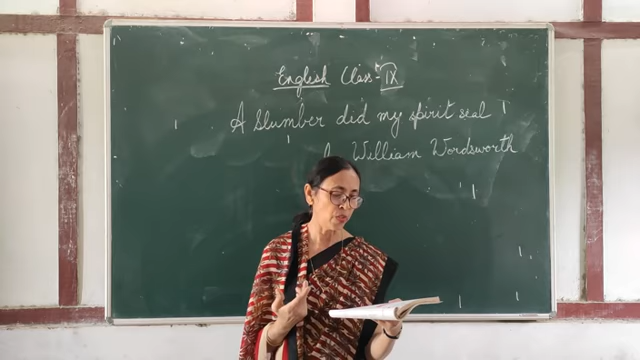 English Class - IX
A Slumber did my spirit seal
William Wordsworth